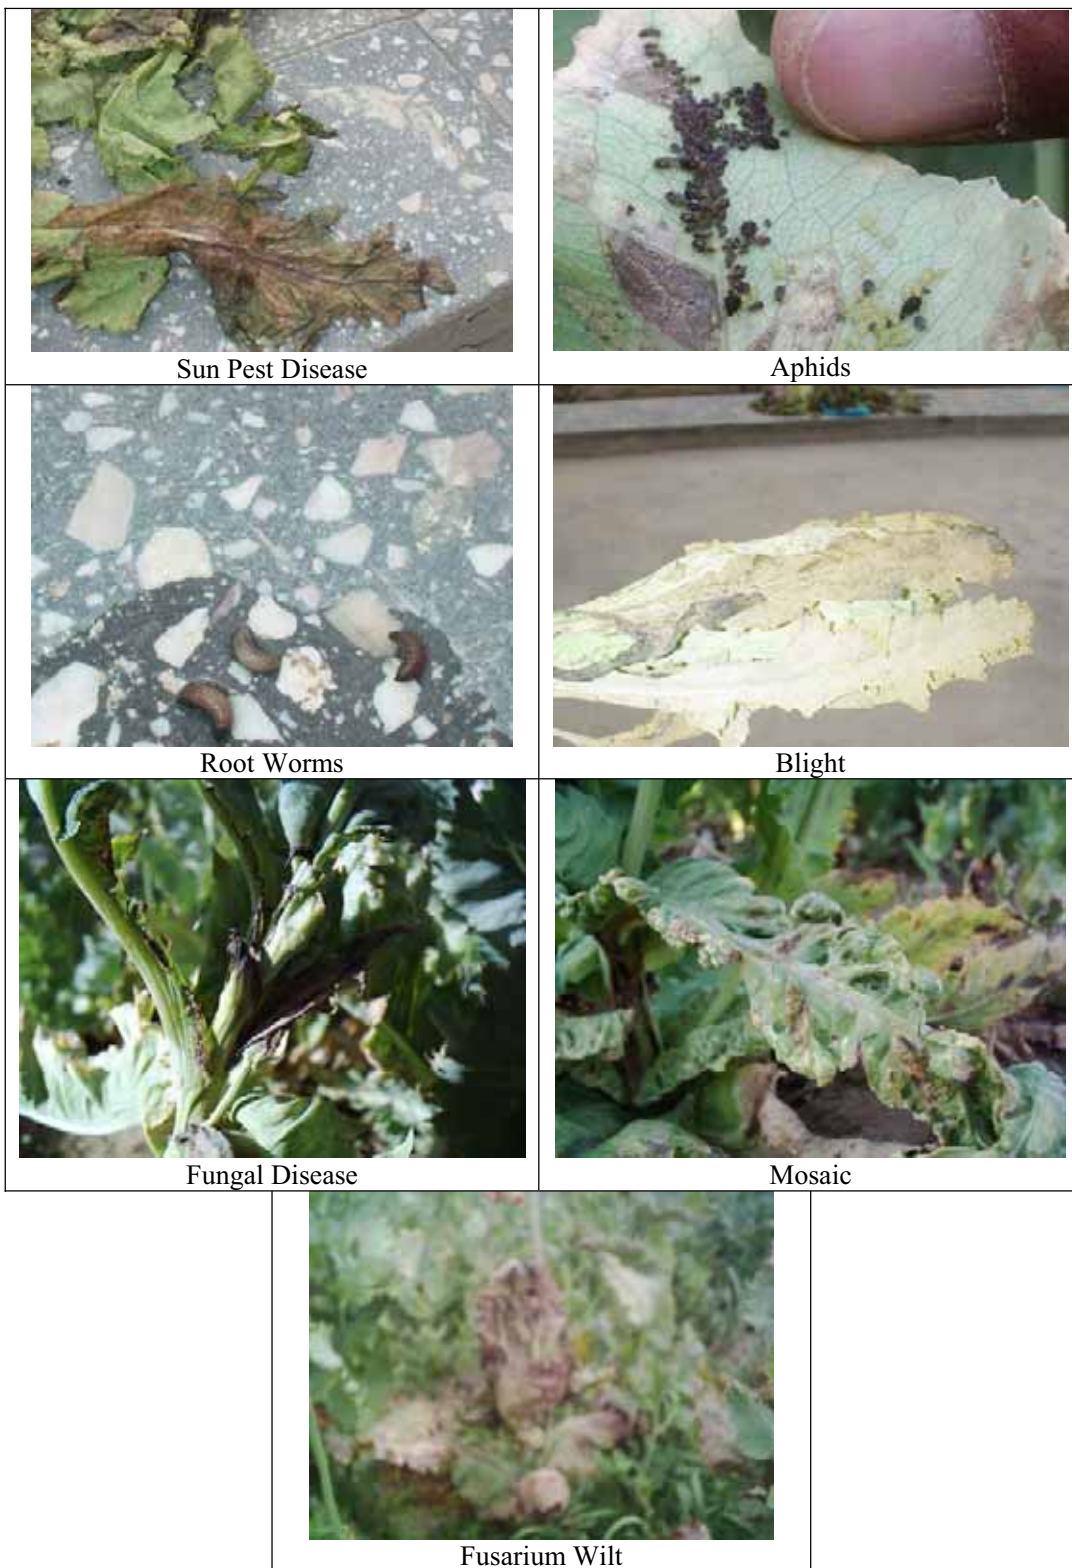 Sun Pest Disease
Aphids
Root Worms
Blight
Fungal Disease
Mosaic
Fusarium Wilt